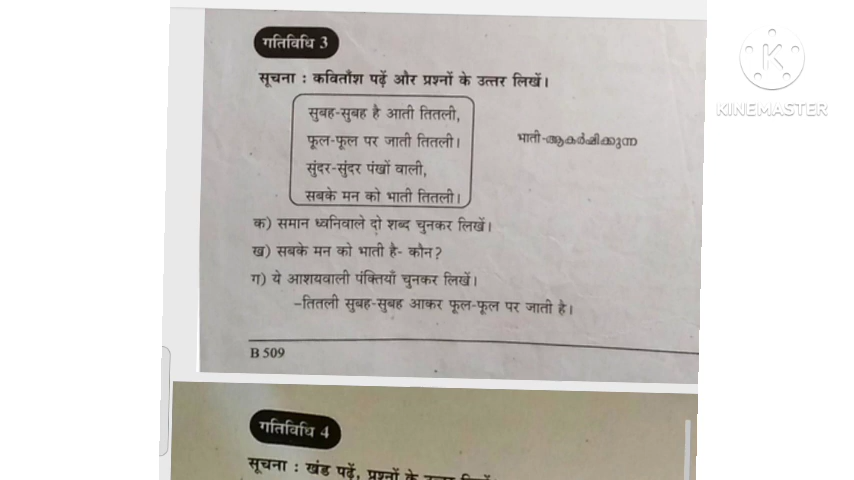 गतिविधि 3
सूचना : कविताँश पढ़ें और प्रश्नों के उत्तर लिखें।
सुबह-सुबह है आती तितली,
फूल-फूल पर जाती तितली।
सुंदर-सुंदर पंखों वाली,
सबके मन को भाती तितली।
भाती-ആകർഷിക്കുന്ന
क) समान ध्वनिवाले दो शब्द चुनकर लिखें।
ख) सबके मन को भाती है- कौन?
ग) ये आशयवाली पंक्तियाँ चुनकर लिखें।
–तितली सुबह-सुबह आकर फूल-फूल पर जाती है।
B 509
गतिविधि 4
सूचना : खंड पढ़ें, प्रश्नों के उत्तर लिखें
KINEMASTER